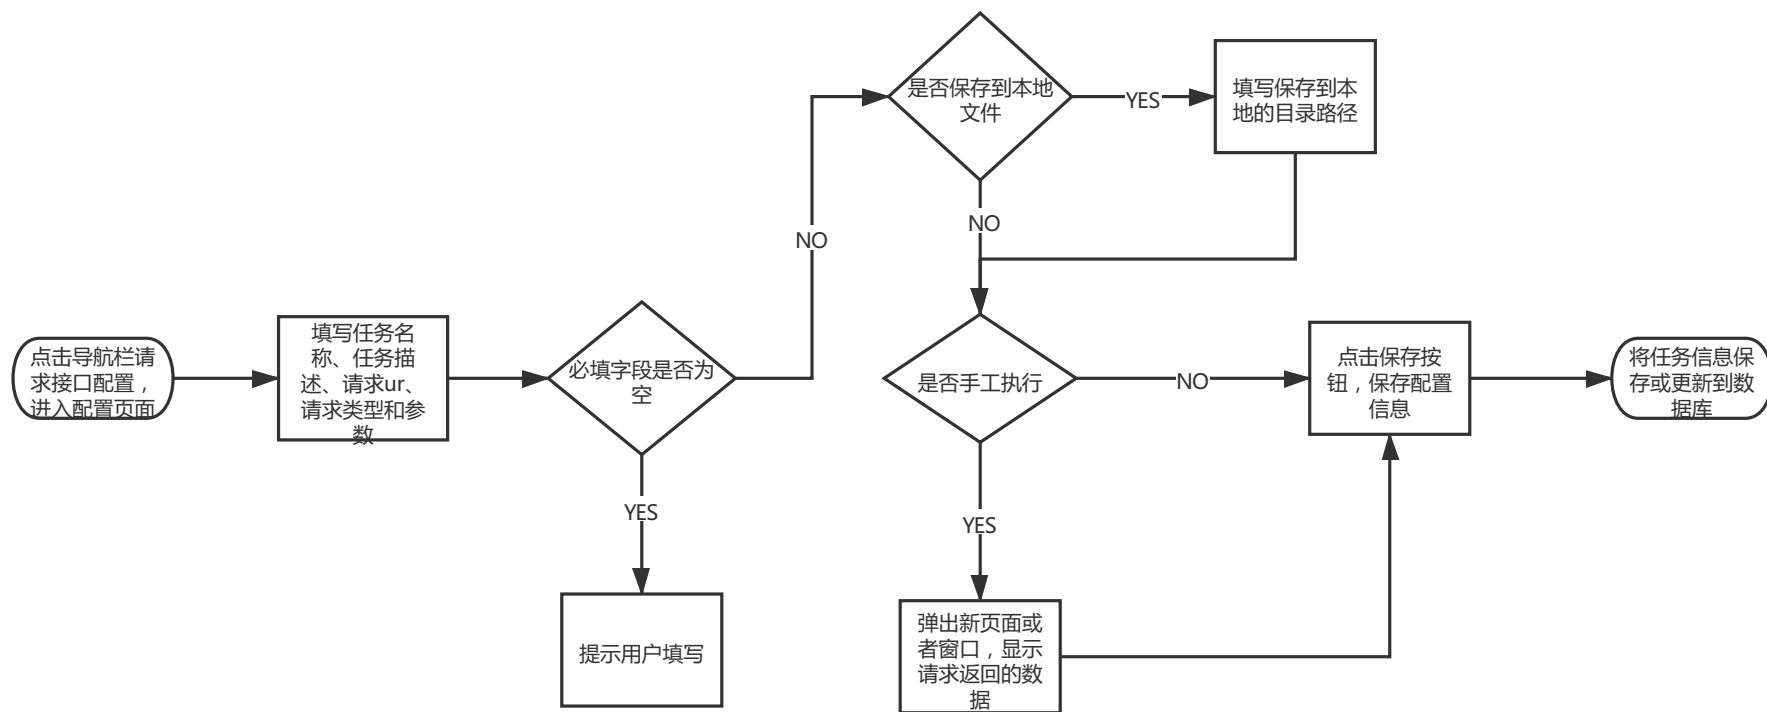 点击导航栏请
求接口配置，
进入配置页面
填写任务名
称、任务描
述、请求ur、
请求类型和参
数
必填字段是否为
空
YES
提示用户填写
NO
是否保存到本地
文件
YES
填写保存到本
地的目录路径
NO
是否手工执行
YES
弹出新页面或
者窗口，显示
请求返回的数
据
NO
点击保存按
钮，保存配置
信息
将任务信息保
存或更新到数
据库